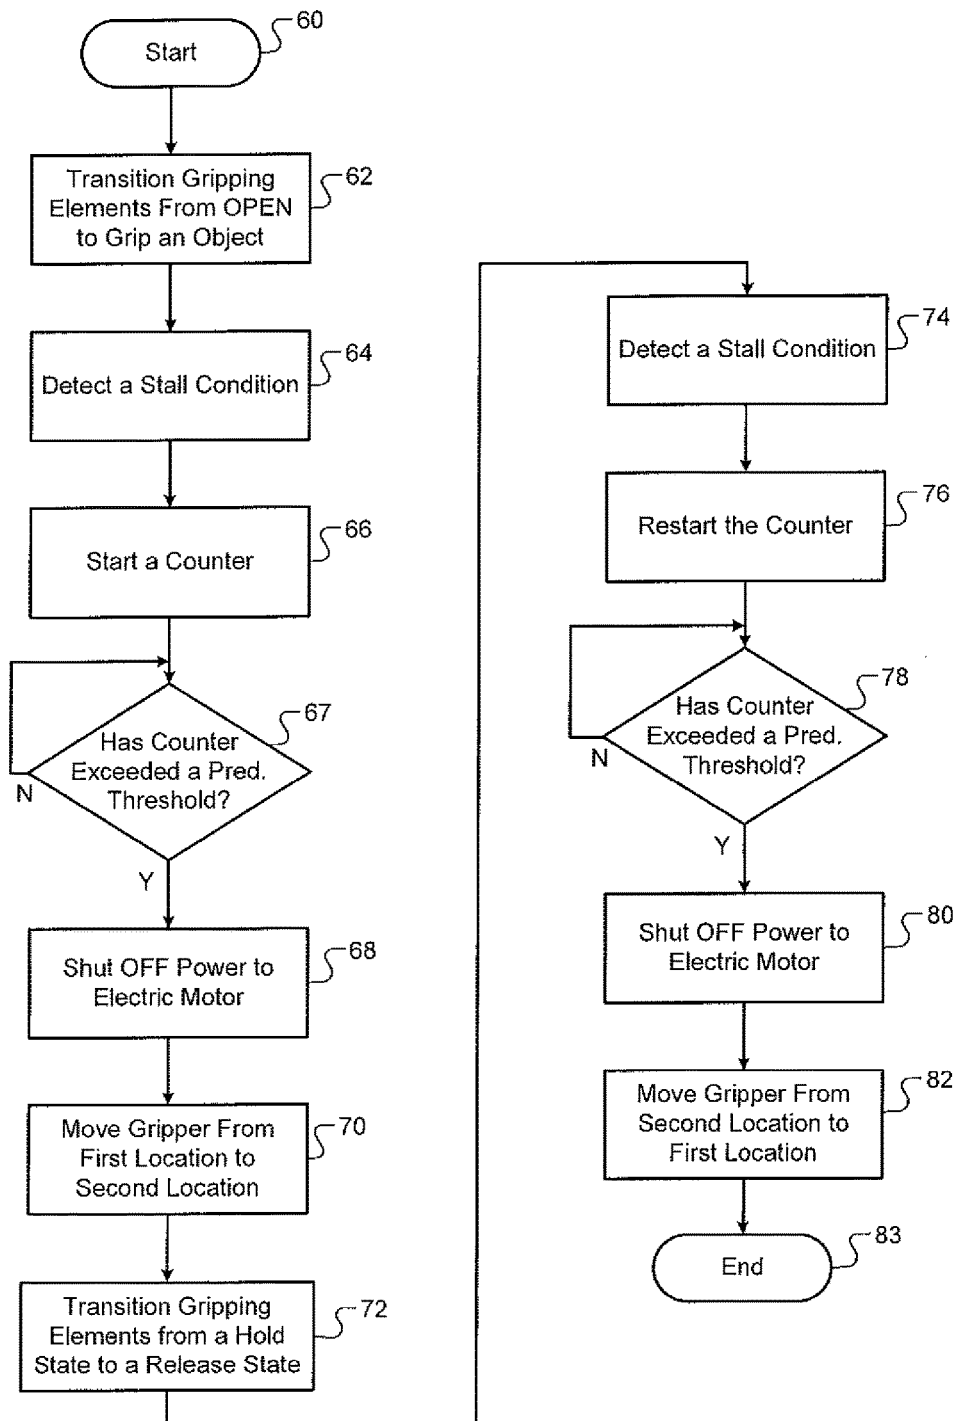 Start
60
Transition Gripping
Elements From OPEN
to Grip an Object
62
Detect a Stall Condition
64
Start a Counter
66
Has Counter
Exceeded a Pred.
Threshold?
67
N
Y
Shut OFF Power to
Electric Motor
68
Move Gripper From
First Location to
Second Location
70
Transition Gripping
Elements from a Hold
State to a Release State
72
Detect a Stall Condition
74
Restart the Counter
76
Has Counter
Exceeded a Pred.
Threshold?
78
N
Y
Shut OFF Power to
Electric Motor
80
Move Gripper From
Second Location to
First Location
82
End
83